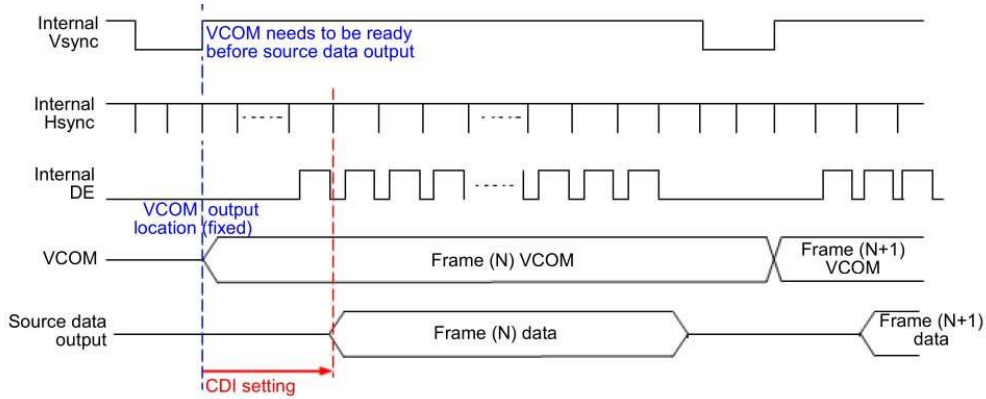 Internal
Vsync
VCOM needs to be ready
before source data output
Internal
Hsync
Internal
DE
VCOM output
location (fixed)
VCOM
Frame (N) VCOM
Frame (N+1)
VCOM
Source data
output
Frame (N) data
Frame (N+1)
data
CDI setting